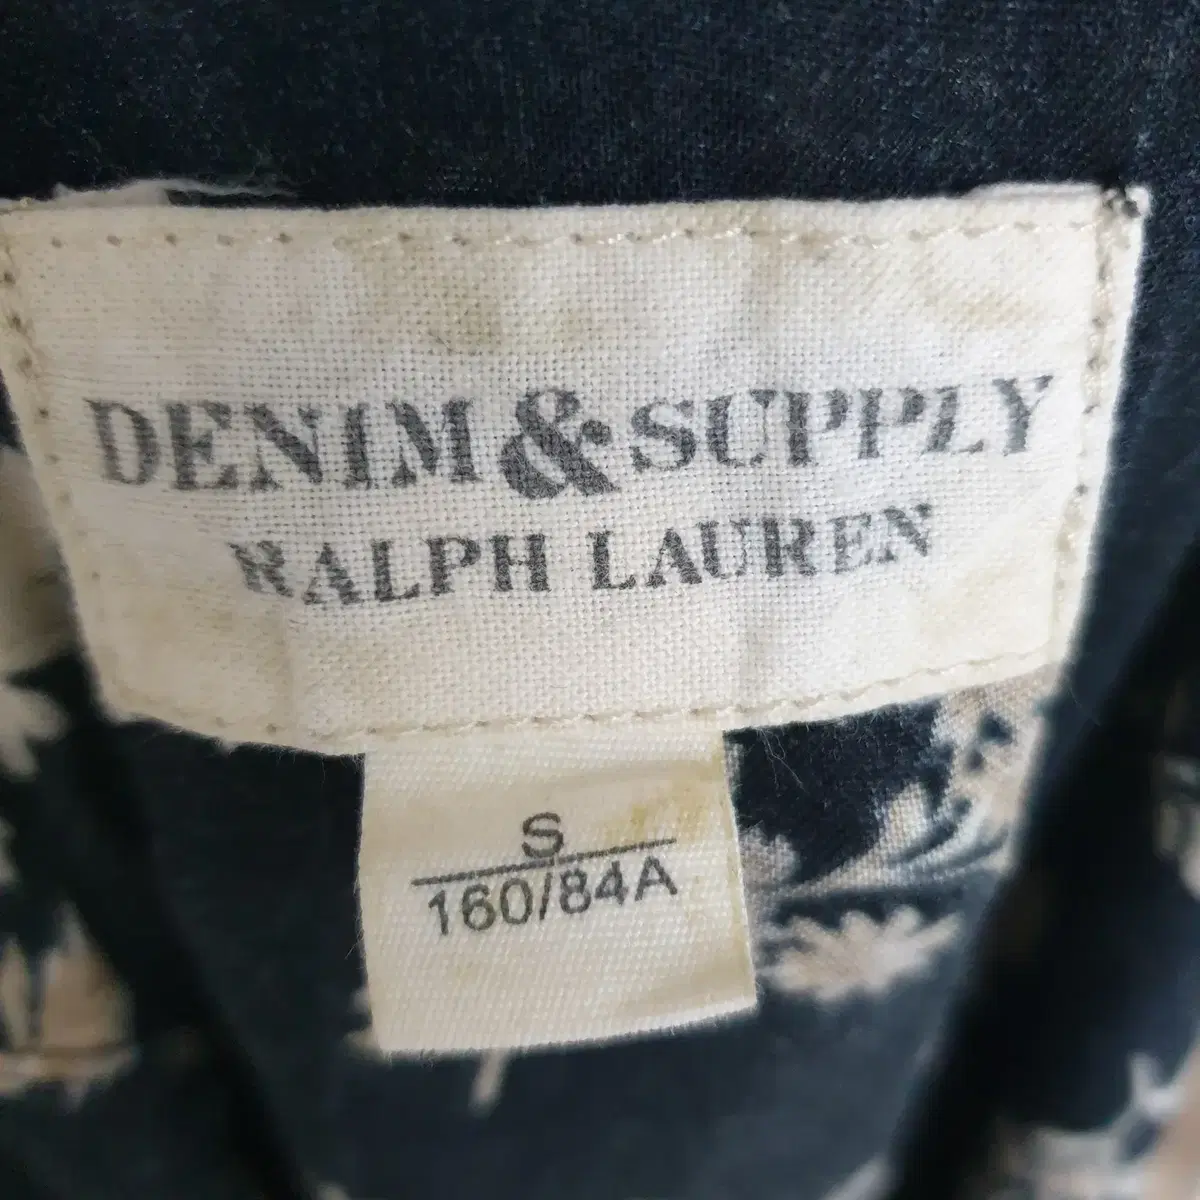 DENIM & SUPPLY
RALPH LAUREN
S
160/84A